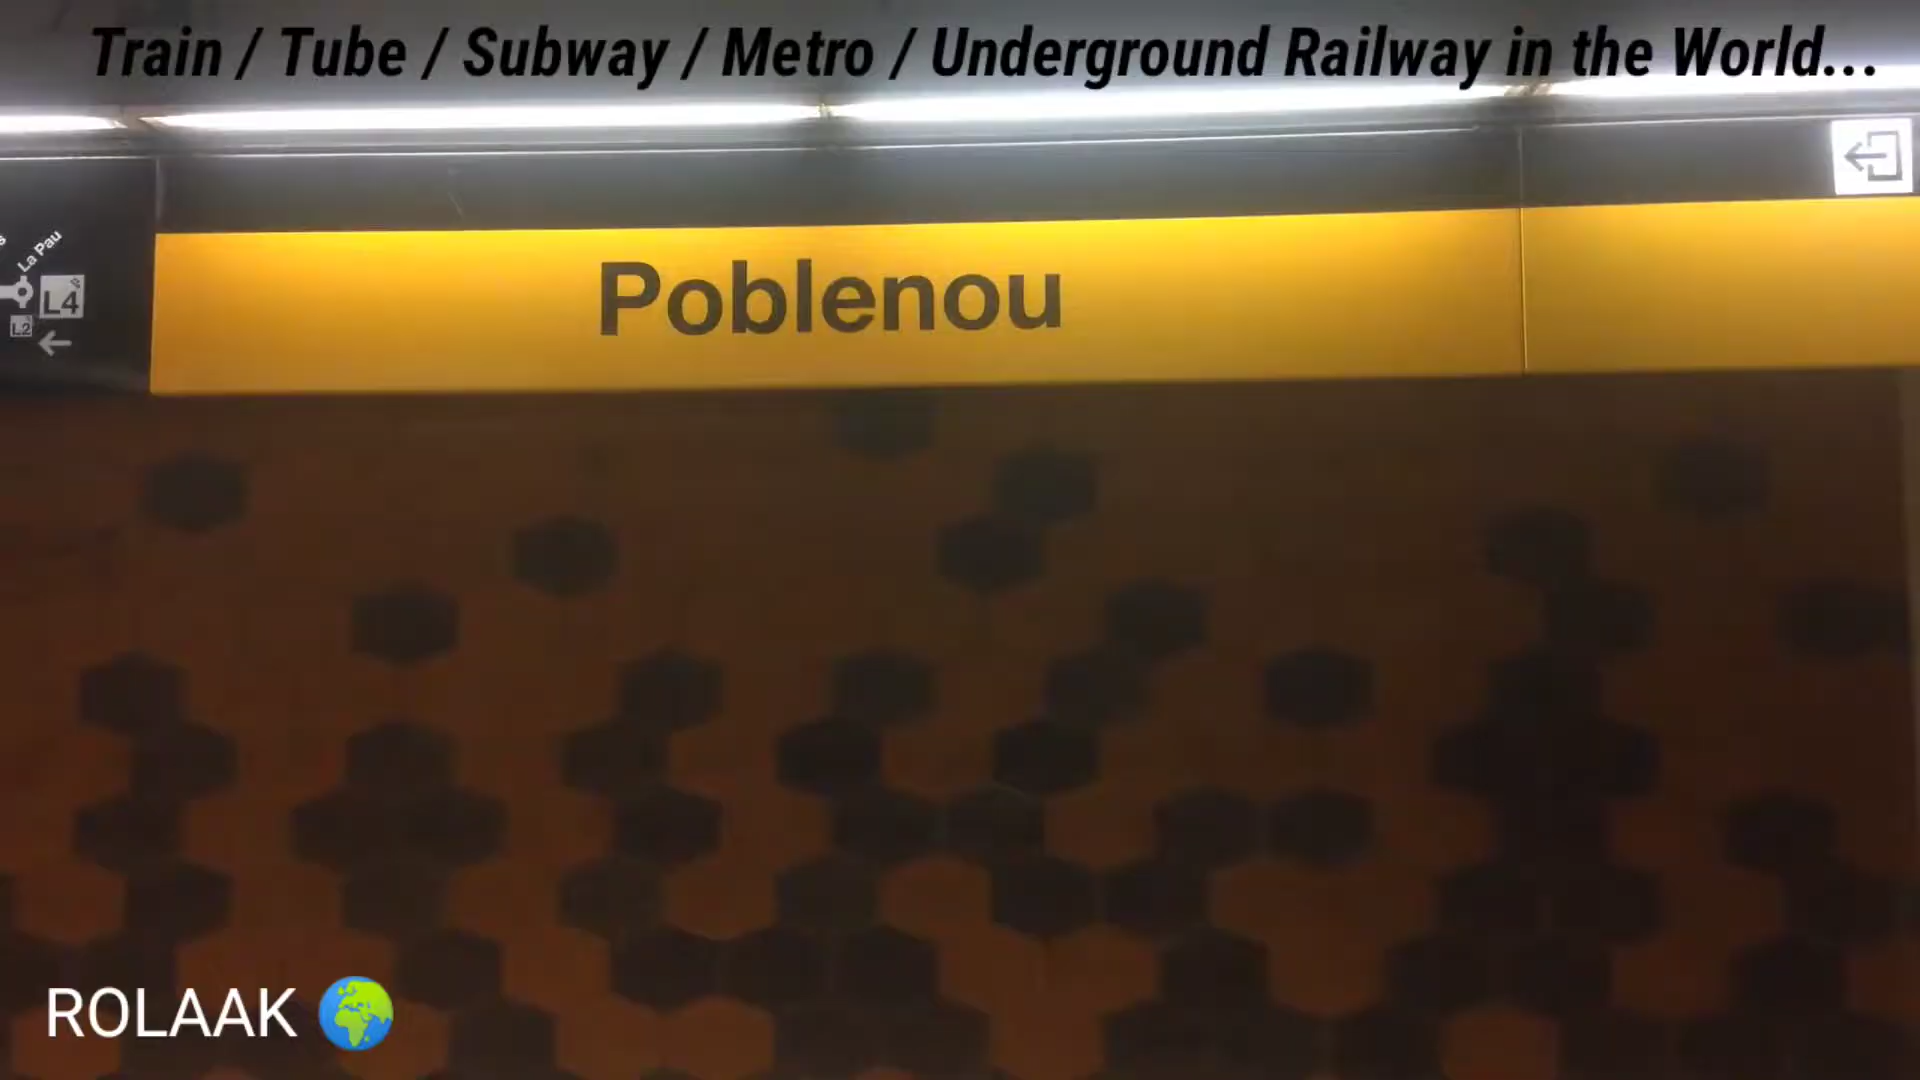 Train / Tube / Subway / Metro / Underground Railway in the World...
La Pau
L4
L2
Poblenou
ROLAAK